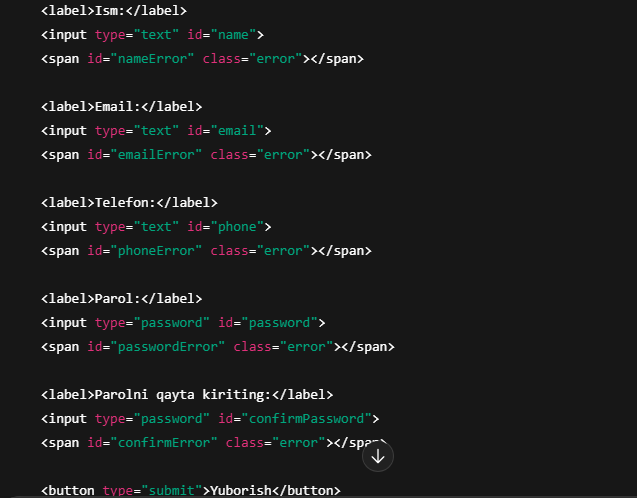 <label>Ism:</label>
<input type="text" id="name">
<span id="nameError" class="error"></span>
<label>Email:</label>
<input type="text" id="email">
<span id="emailError" class="error"></span>
<label>Telefon:</label>
<input type="text" id="phone">
<span id="phoneError" class="error"></span>
<label>Parol:</label>
<input type="password" id="password">
<span id="passwordError" class="error"></span>
<label>Parolni qayta kiriting:</label>
<input type="password" id="confirmPassword">
<span id="confirmError" class="error"></span>
<button type="submit">Yuborish</button>